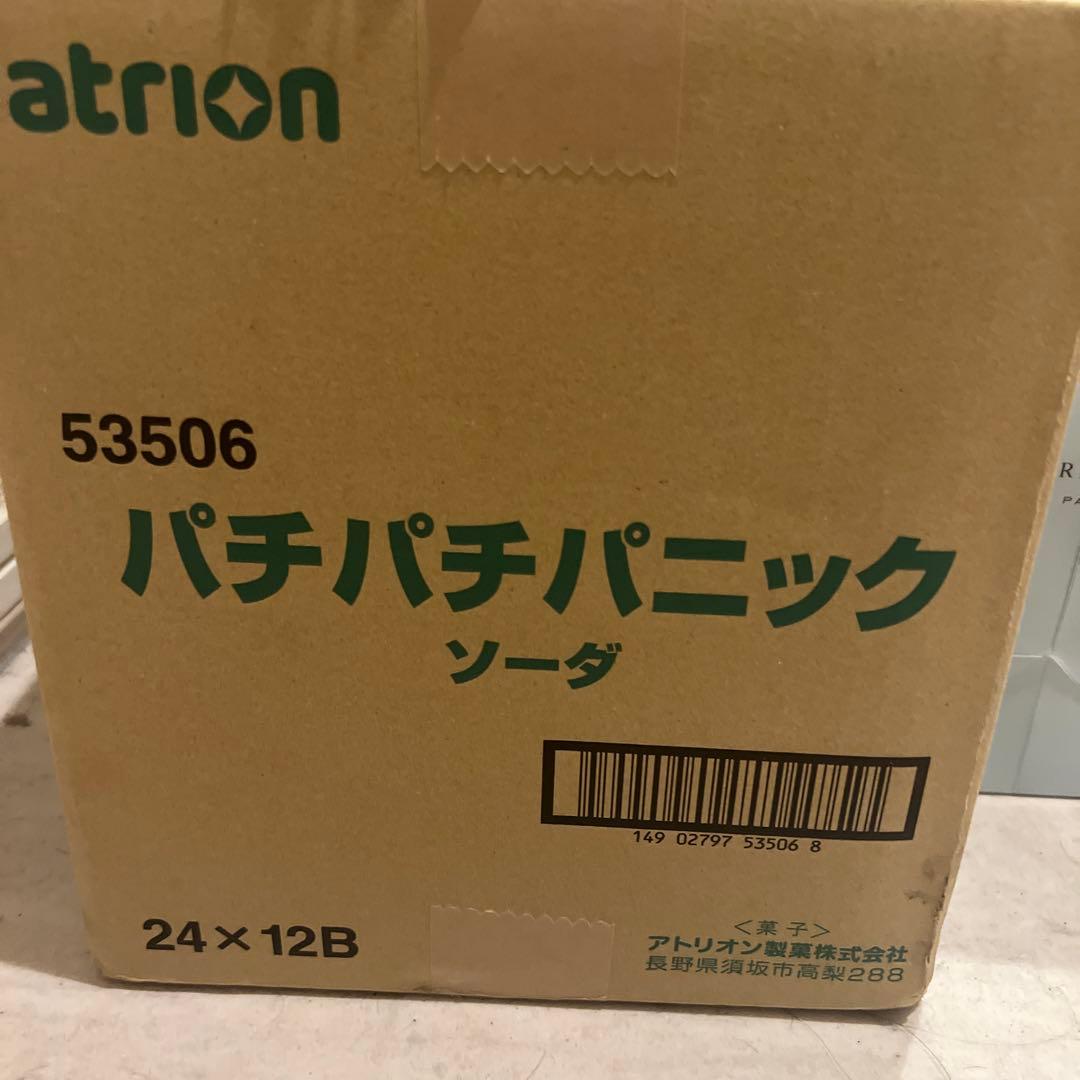 atrion
53506
パチパチパニック
ソーダ
149 02797 53506 8
24×12B
<菓子>
アトリオン製菓株式会社
長野県須坂市高梨288